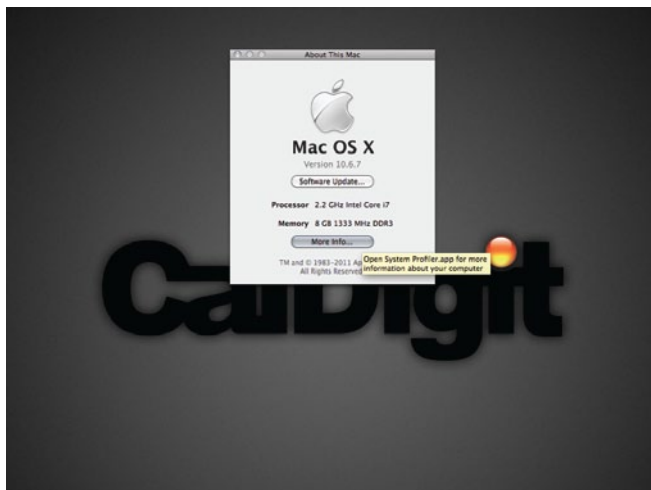 About This Mac
Mac OS X
Version 10.6.7
Software Update...
Processor 2.2 GHz Intel Core i7
Memory 8 GB 1333 MHz DDR3
More Info...
TM and © 1983-2011 Ap
All Rights Reserved
Open System Profiler.app for more
information about your computer
CalDigit